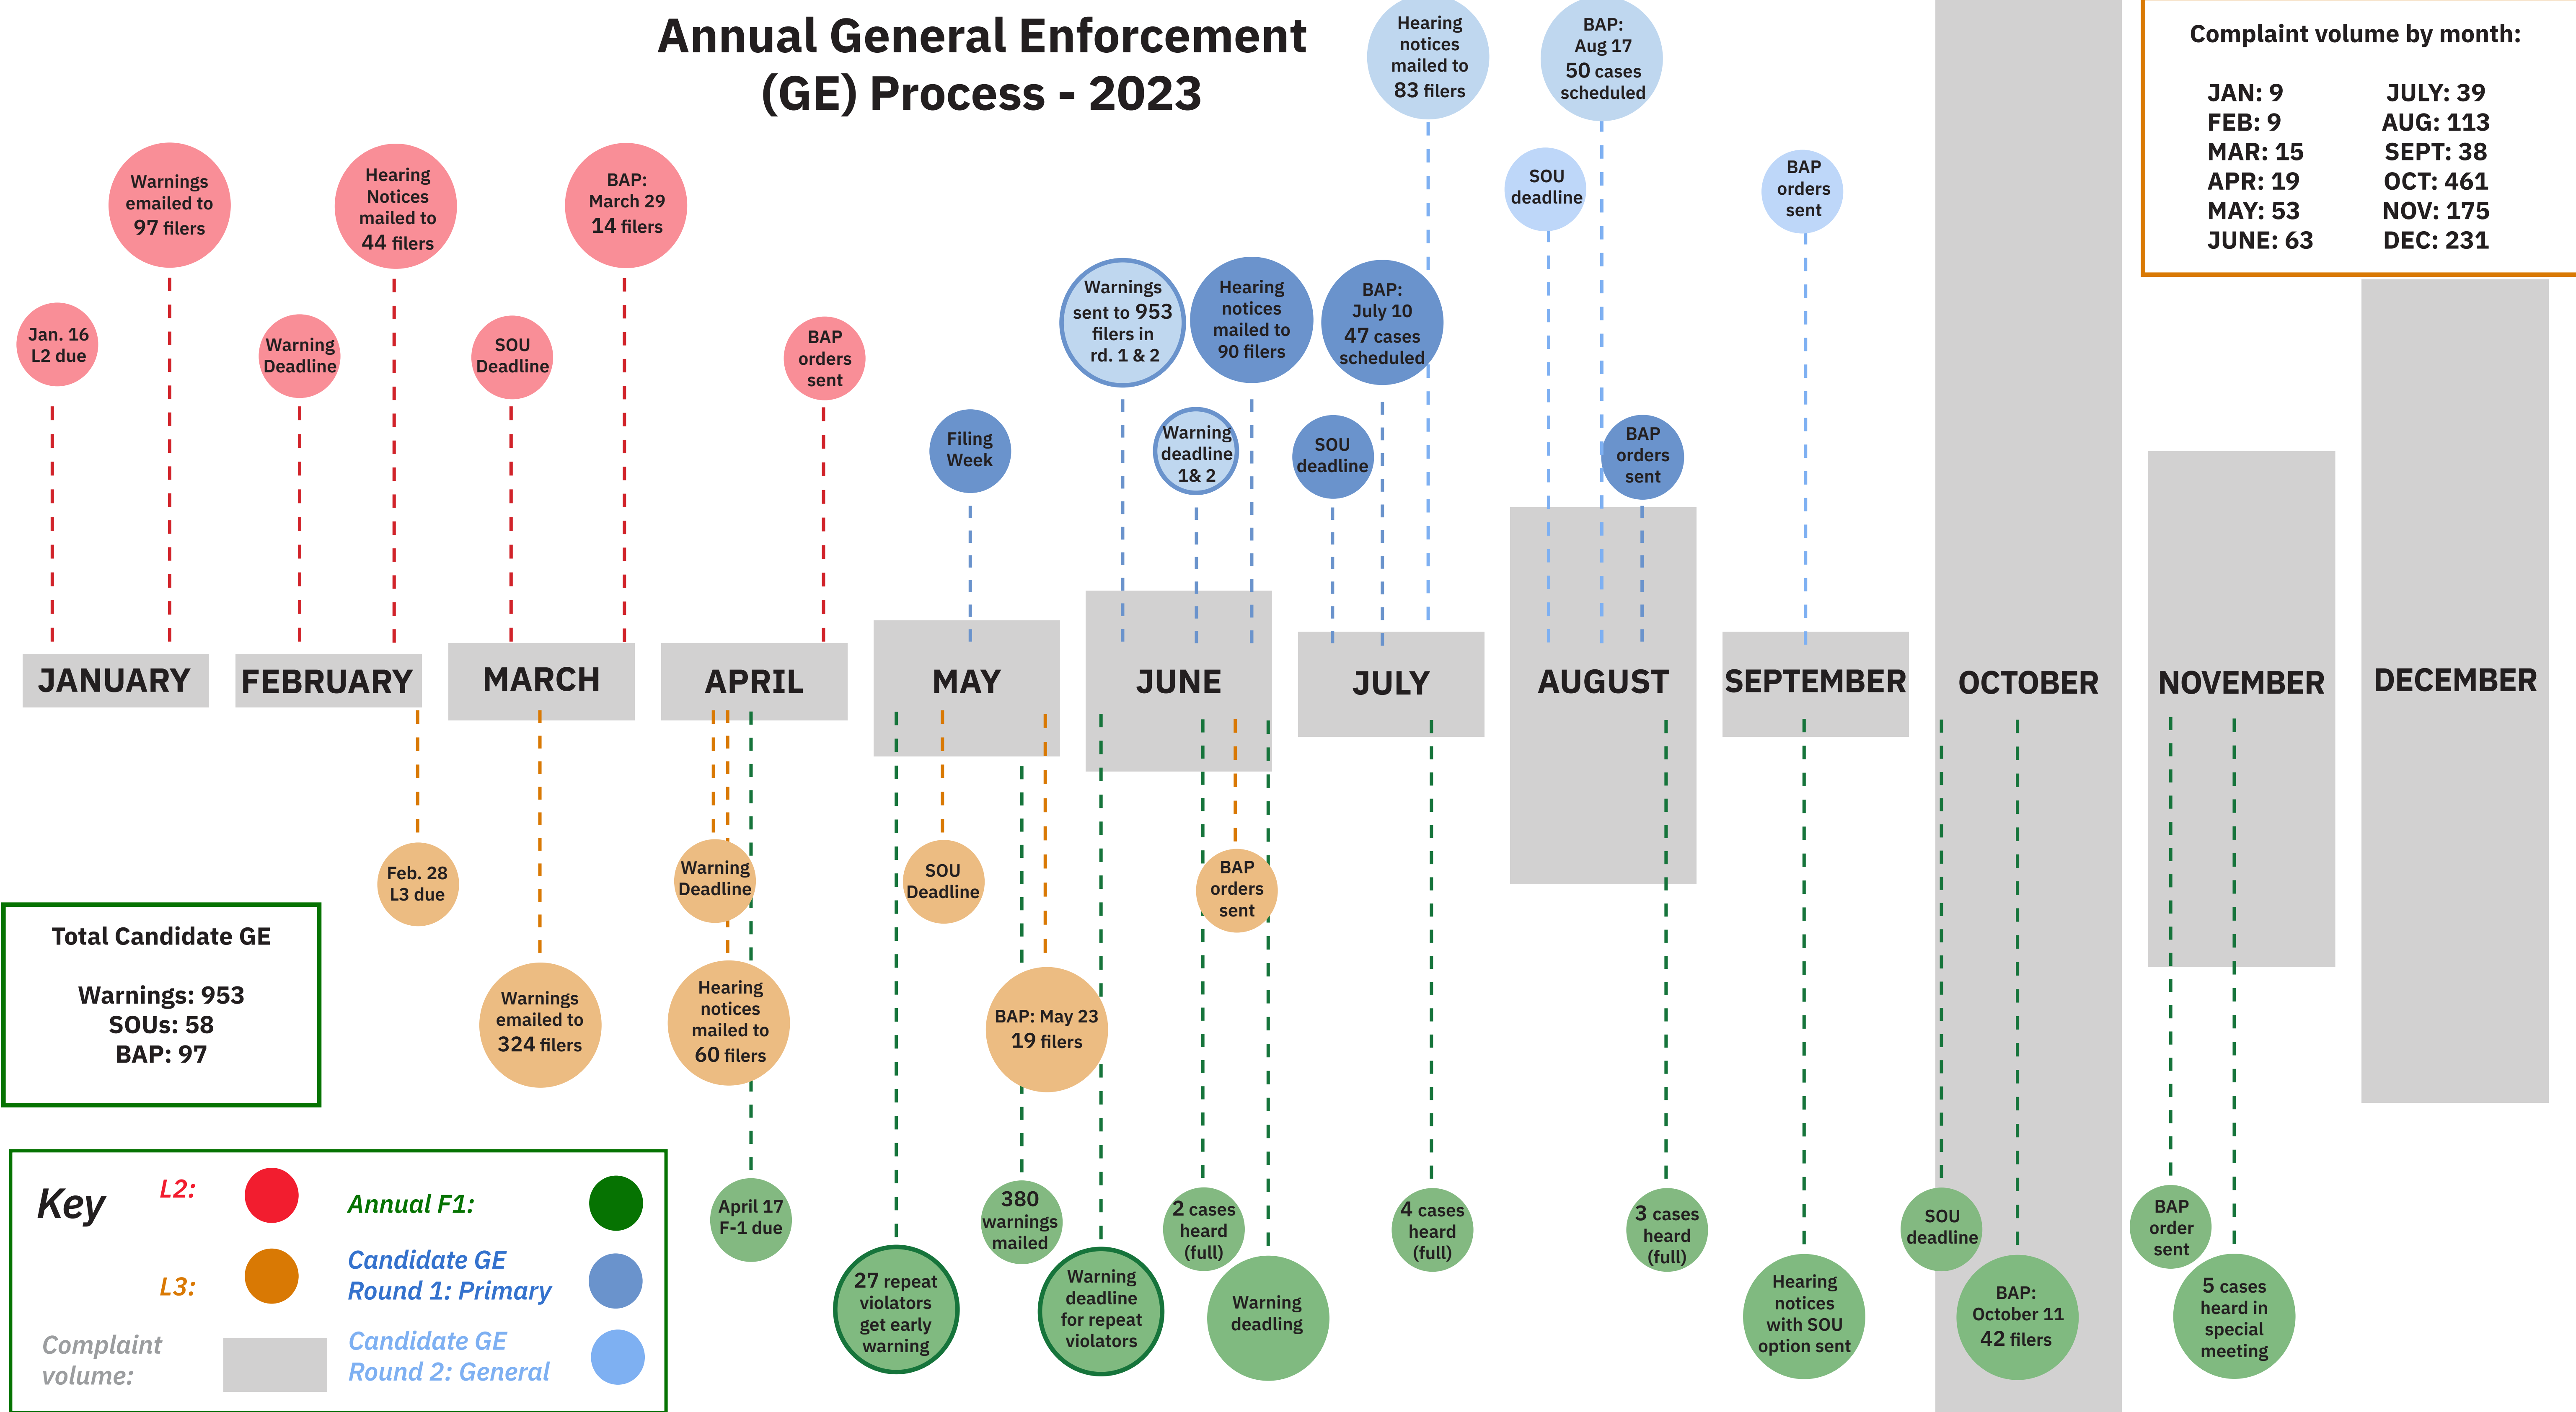 Annual General Enforcement
(GE) Process - 2023
Hearing
notices
mailed to
83 filers
BAP:
Aug 17
50 cases
scheduled
Complaint volume by month:
JAN: 9
FEB: 9
MAR: 15
APR: 19
MAY: 53
JUNE: 63
JULY: 39
AUG: 113
SEPT: 38
OCT: 461
NOV: 175
DEC: 231
Warnings
emailed to
97 filers
Hearing
Notices
mailed to
44 filers
BAP:
March 29
14 filers
SOU
deadline
BAP
orders
sent
Jan. 16
L2 due
Warning
Deadline
SOU
Deadline
BAP
orders
sent
Warnings
sent to 953
filers in
rd. 1 & 2
Hearing
notices
mailed to
90 filers
BAP:
July 10
47 cases
scheduled
Filing
Week
Warning
deadline
1& 2
SOU
deadline
BAP
orders
sent
JANUARY
FEBRUARY
MARCH
APRIL
MAY
JUNE
JULY
AUGUST
SEPTEMBER
OCTOBER
NOVEMBER
DECEMBER
Feb. 28
L3 due
Warning
Deadline
SOU
Deadline
BAP
orders
sent
Warnings
emailed to
324 filers
Hearing
notices
mailed to
60 filers
BAP: May 23
19 filers
Total Candidate GE
Warnings: 953
SOUs: 58
BAP: 97
April 17
F-1 due
380
warnings
mailed
2 cases
heard
(full)
4 cases
heard
(full)
3 cases
heard
(full)
SOU
deadline
BAP
order
sent
27 repeat
violators
get early
warning
Warning
deadline
for repeat
violators
Warning
deadling
Hearing
notices
with SOU
option sent
BAP:
October 11
42 filers
5 cases
heard in
special
meeting
Key
L2:
L3:
Complaint
volume:
Annual F1:
Candidate GE
Round 1: Primary
Candidate GE
Round 2: General